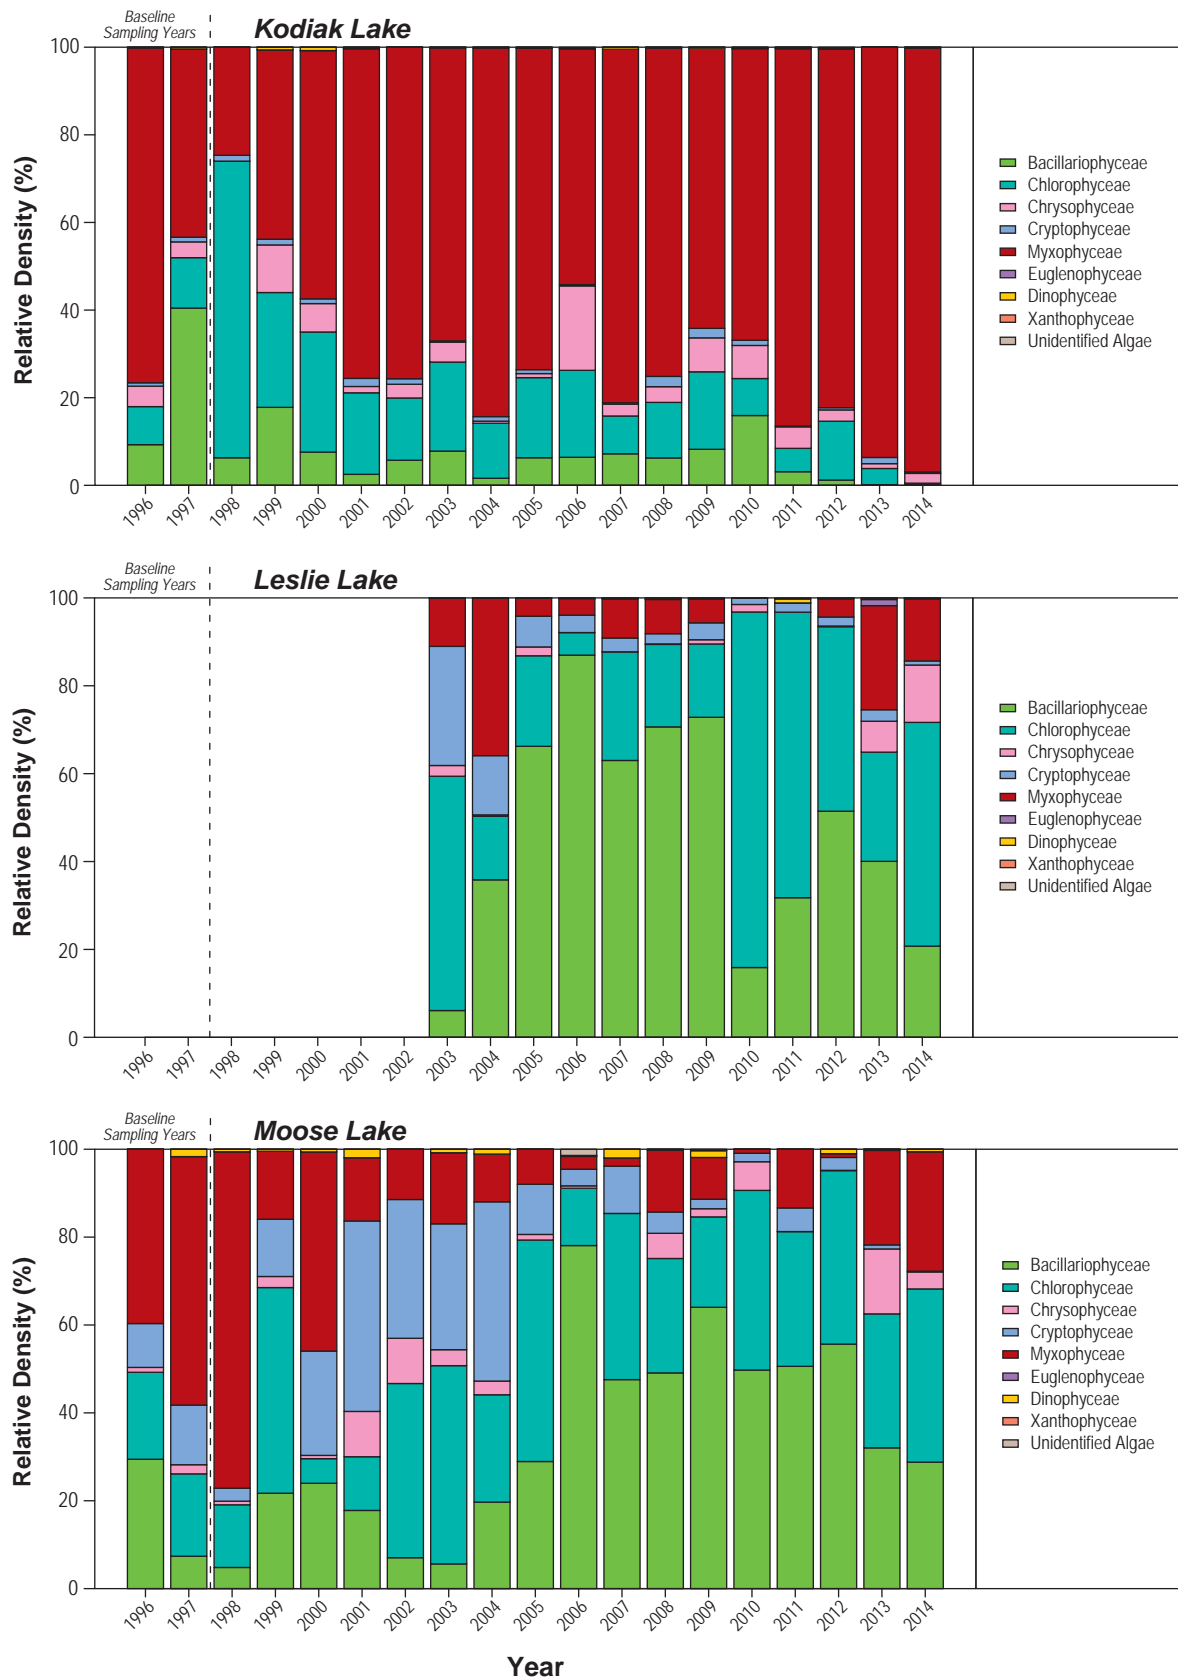 Baseline
Sampling Years
Kodiak Lake
Relative Density (%)
100
80
60
40
20
0
1996
1997
1998
1999
2000
2001
2002
2003
2004
2005
2006
2007
2008
2009
2010
2011
2012
2013
2014
Bacillariophyceae
Chlorophyceae
Chrysophyceae
Cryptophyceae
Myxophyceae
Euglenophyceae
Dinophyceae
Xanthophyceae
Unidentified Algae
Baseline
Sampling Years
Leslie Lake
Relative Density (%)
100
80
60
40
20
0
1996
1997
1998
1999
2000
2001
2002
2003
2004
2005
2006
2007
2008
2009
2010
2011
2012
2013
2014
Bacillariophyceae
Chlorophyceae
Chrysophyceae
Cryptophyceae
Myxophyceae
Euglenophyceae
Dinophyceae
Xanthophyceae
Unidentified Algae
Baseline
Sampling Years
Moose Lake
Relative Density (%)
100
80
60
40
20
0
1996
1997
1998
1999
2000
2001
2002
2003
2004
2005
2006
2007
2008
2009
2010
2011
2012
2013
2014
Bacillariophyceae
Chlorophyceae
Chrysophyceae
Cryptophyceae
Myxophyceae
Euglenophyceae
Dinophyceae
Xanthophyceae
Unidentified Algae
Year